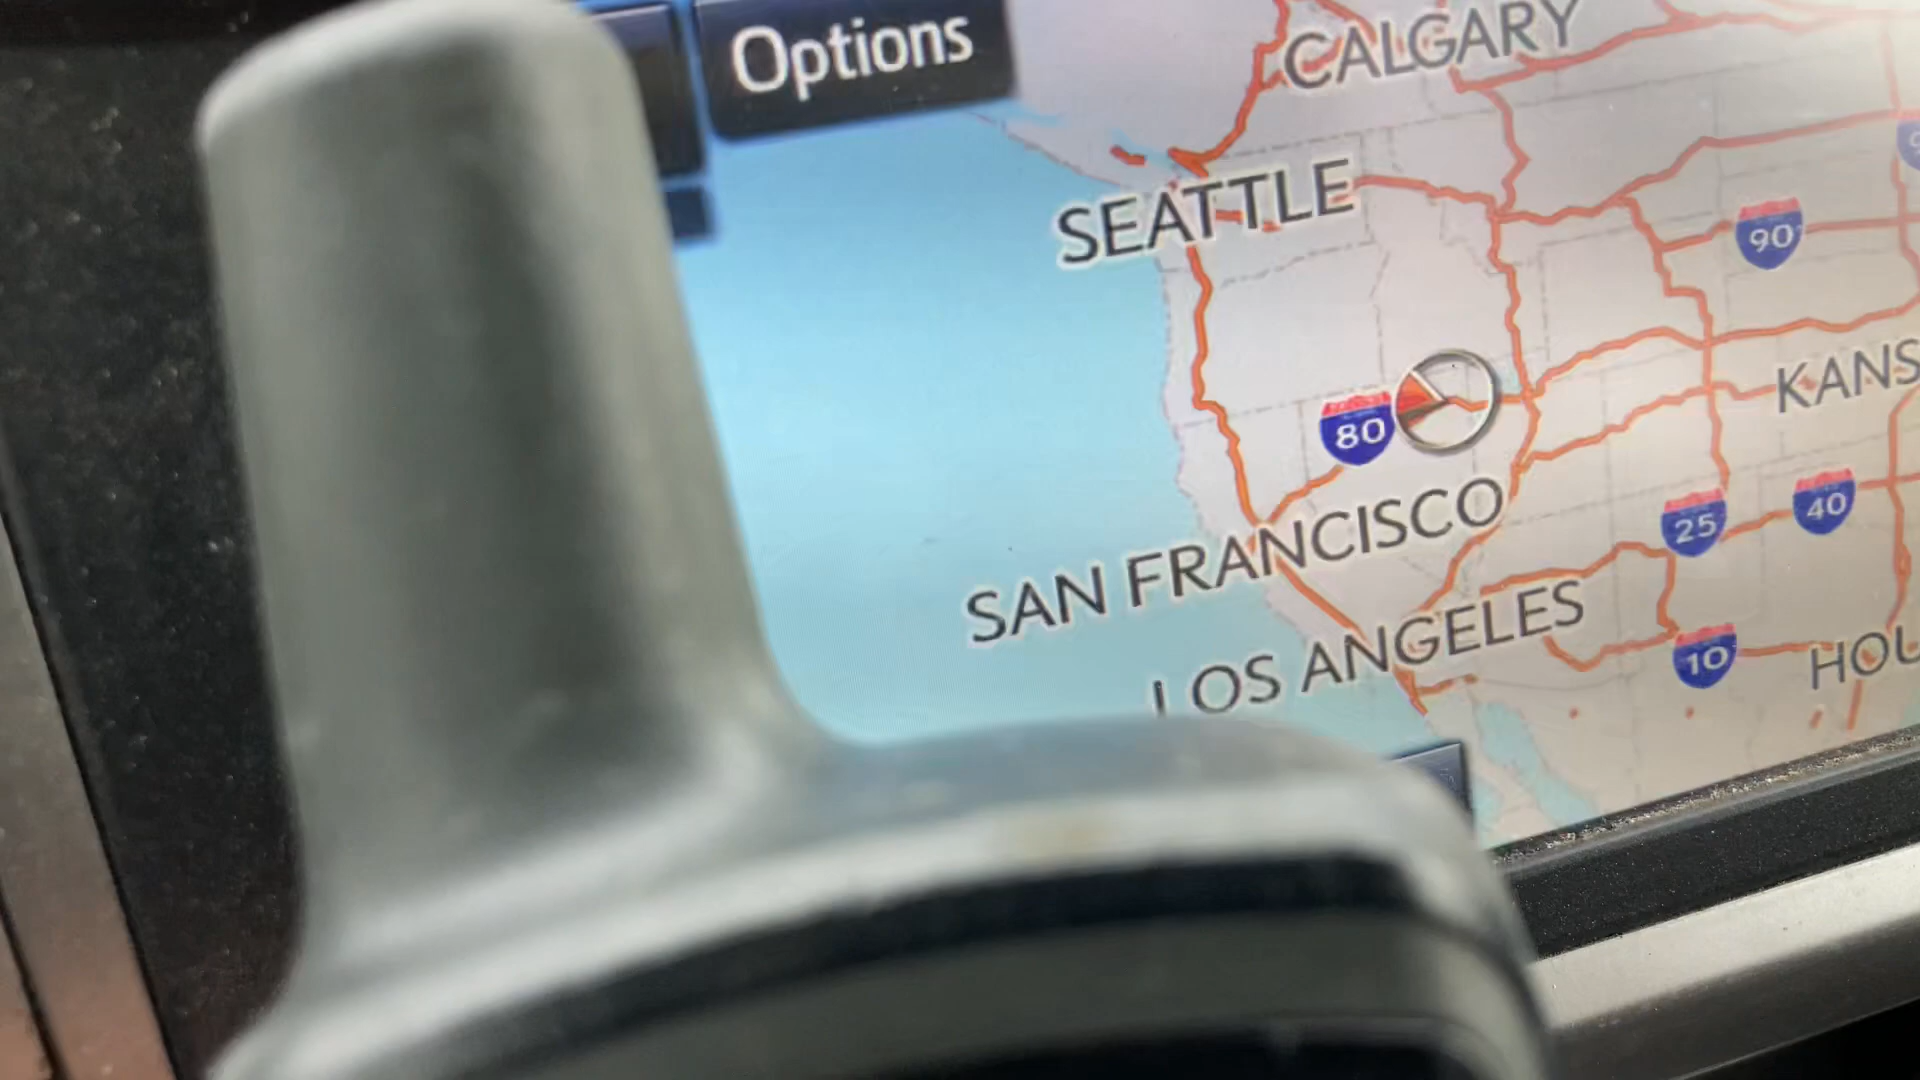 Options
CALGARY
SEATTLE
90
80
KANS
SAN FRANCISCO
25
40
LOS ANGELES
10
HOU